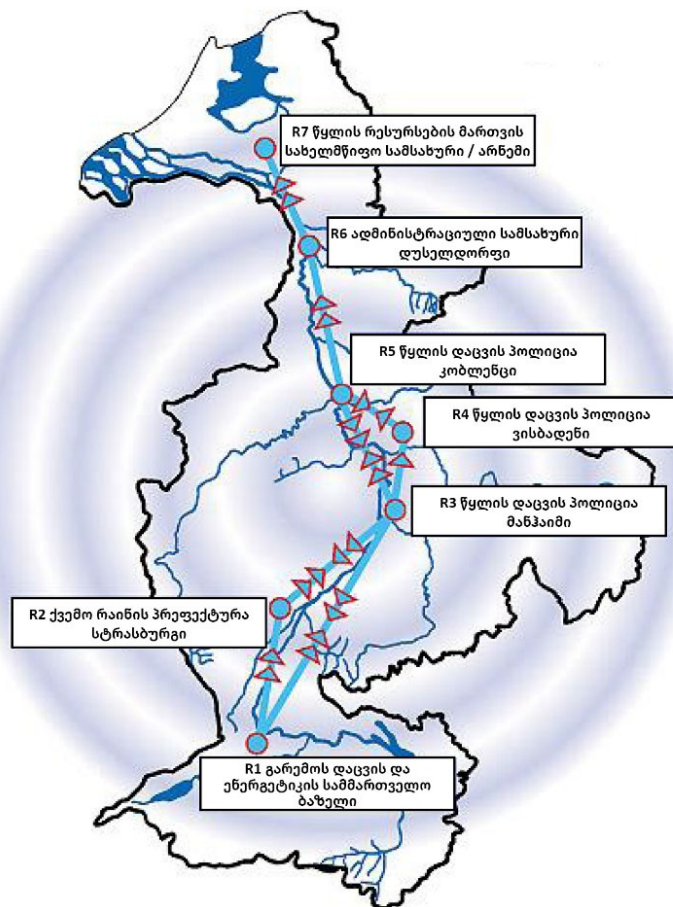 R7 წყლის რესურსების მართვის
სახელმწიფო სამსახური / არნემი
R6 ადმინისტრაციული სამსახური
დუსელდორფი
R5 წყლის დაცვის პოლიცია
კობლენცი
R4 წყლის დაცვის პოლიცია
ვისბადენი
R3 წყლის დაცვის პოლიცია
მანჰაიმი
R2 ქვემო რაინის პრეფექტურა
სტრასბურგი
R1 გარემოს დაცვის და
ენერგეტიკის სამმართველო
ბაზელი